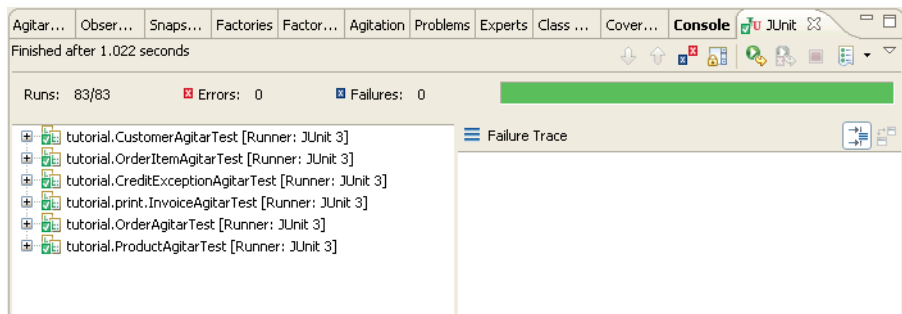 Agitar... Obser... Snaps... Factories Factor... Agitation Problems Experts Class ... Cover... Console JUnit
Finished after 1.022 seconds
Runs: 83/83 Errors: 0 Failures: 0
tutorial.CustomerAgitarTest [Runner: JUnit 3] Failure Trace
tutorial.OrderItemAgitarTest [Runner: JUnit 3]
tutorial.CreditExceptionAgitarTest [Runner: JUnit 3]
tutorial.print.InvoiceAgitarTest [Runner: JUnit 3]
tutorial.OrderAgitarTest [Runner: JUnit 3]
tutorial.ProductAgitarTest [Runner: JUnit 3]